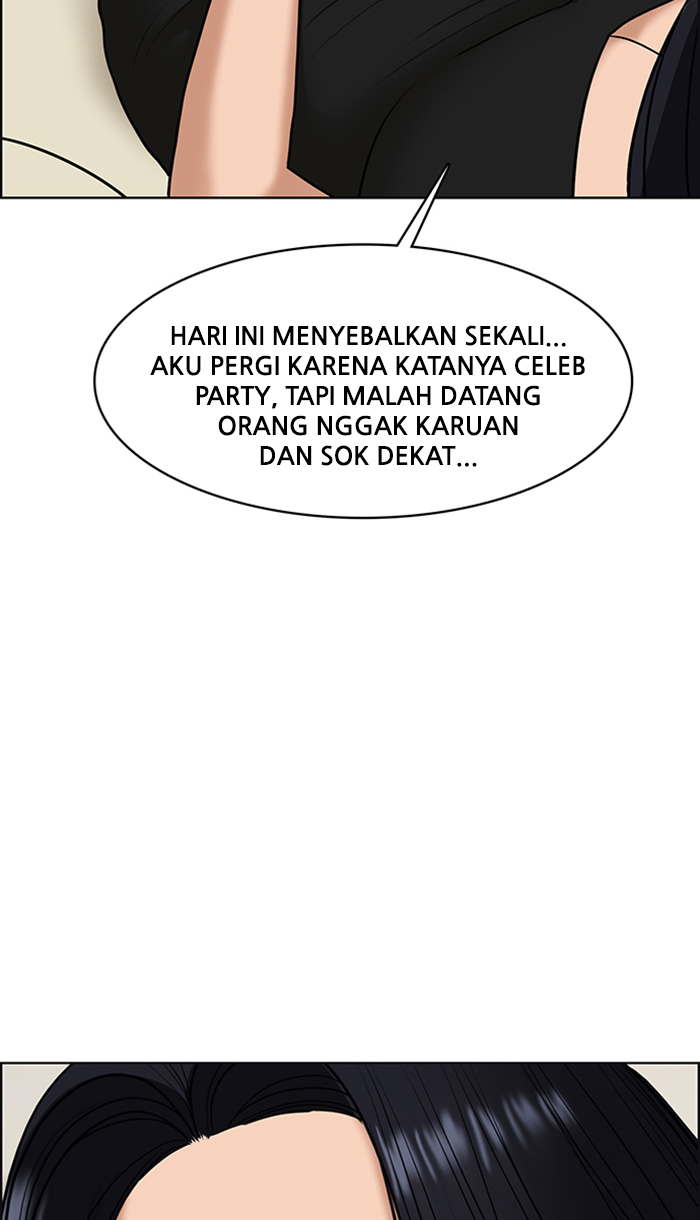 HARI INI MENYEBALKAN SEKALI...
AKU PERGI KARENA KATANYA CELEB
PARTY, TAPI MALAH DATANG
ORANG NGGAK KARUAN
DAN SOK DEKAT...